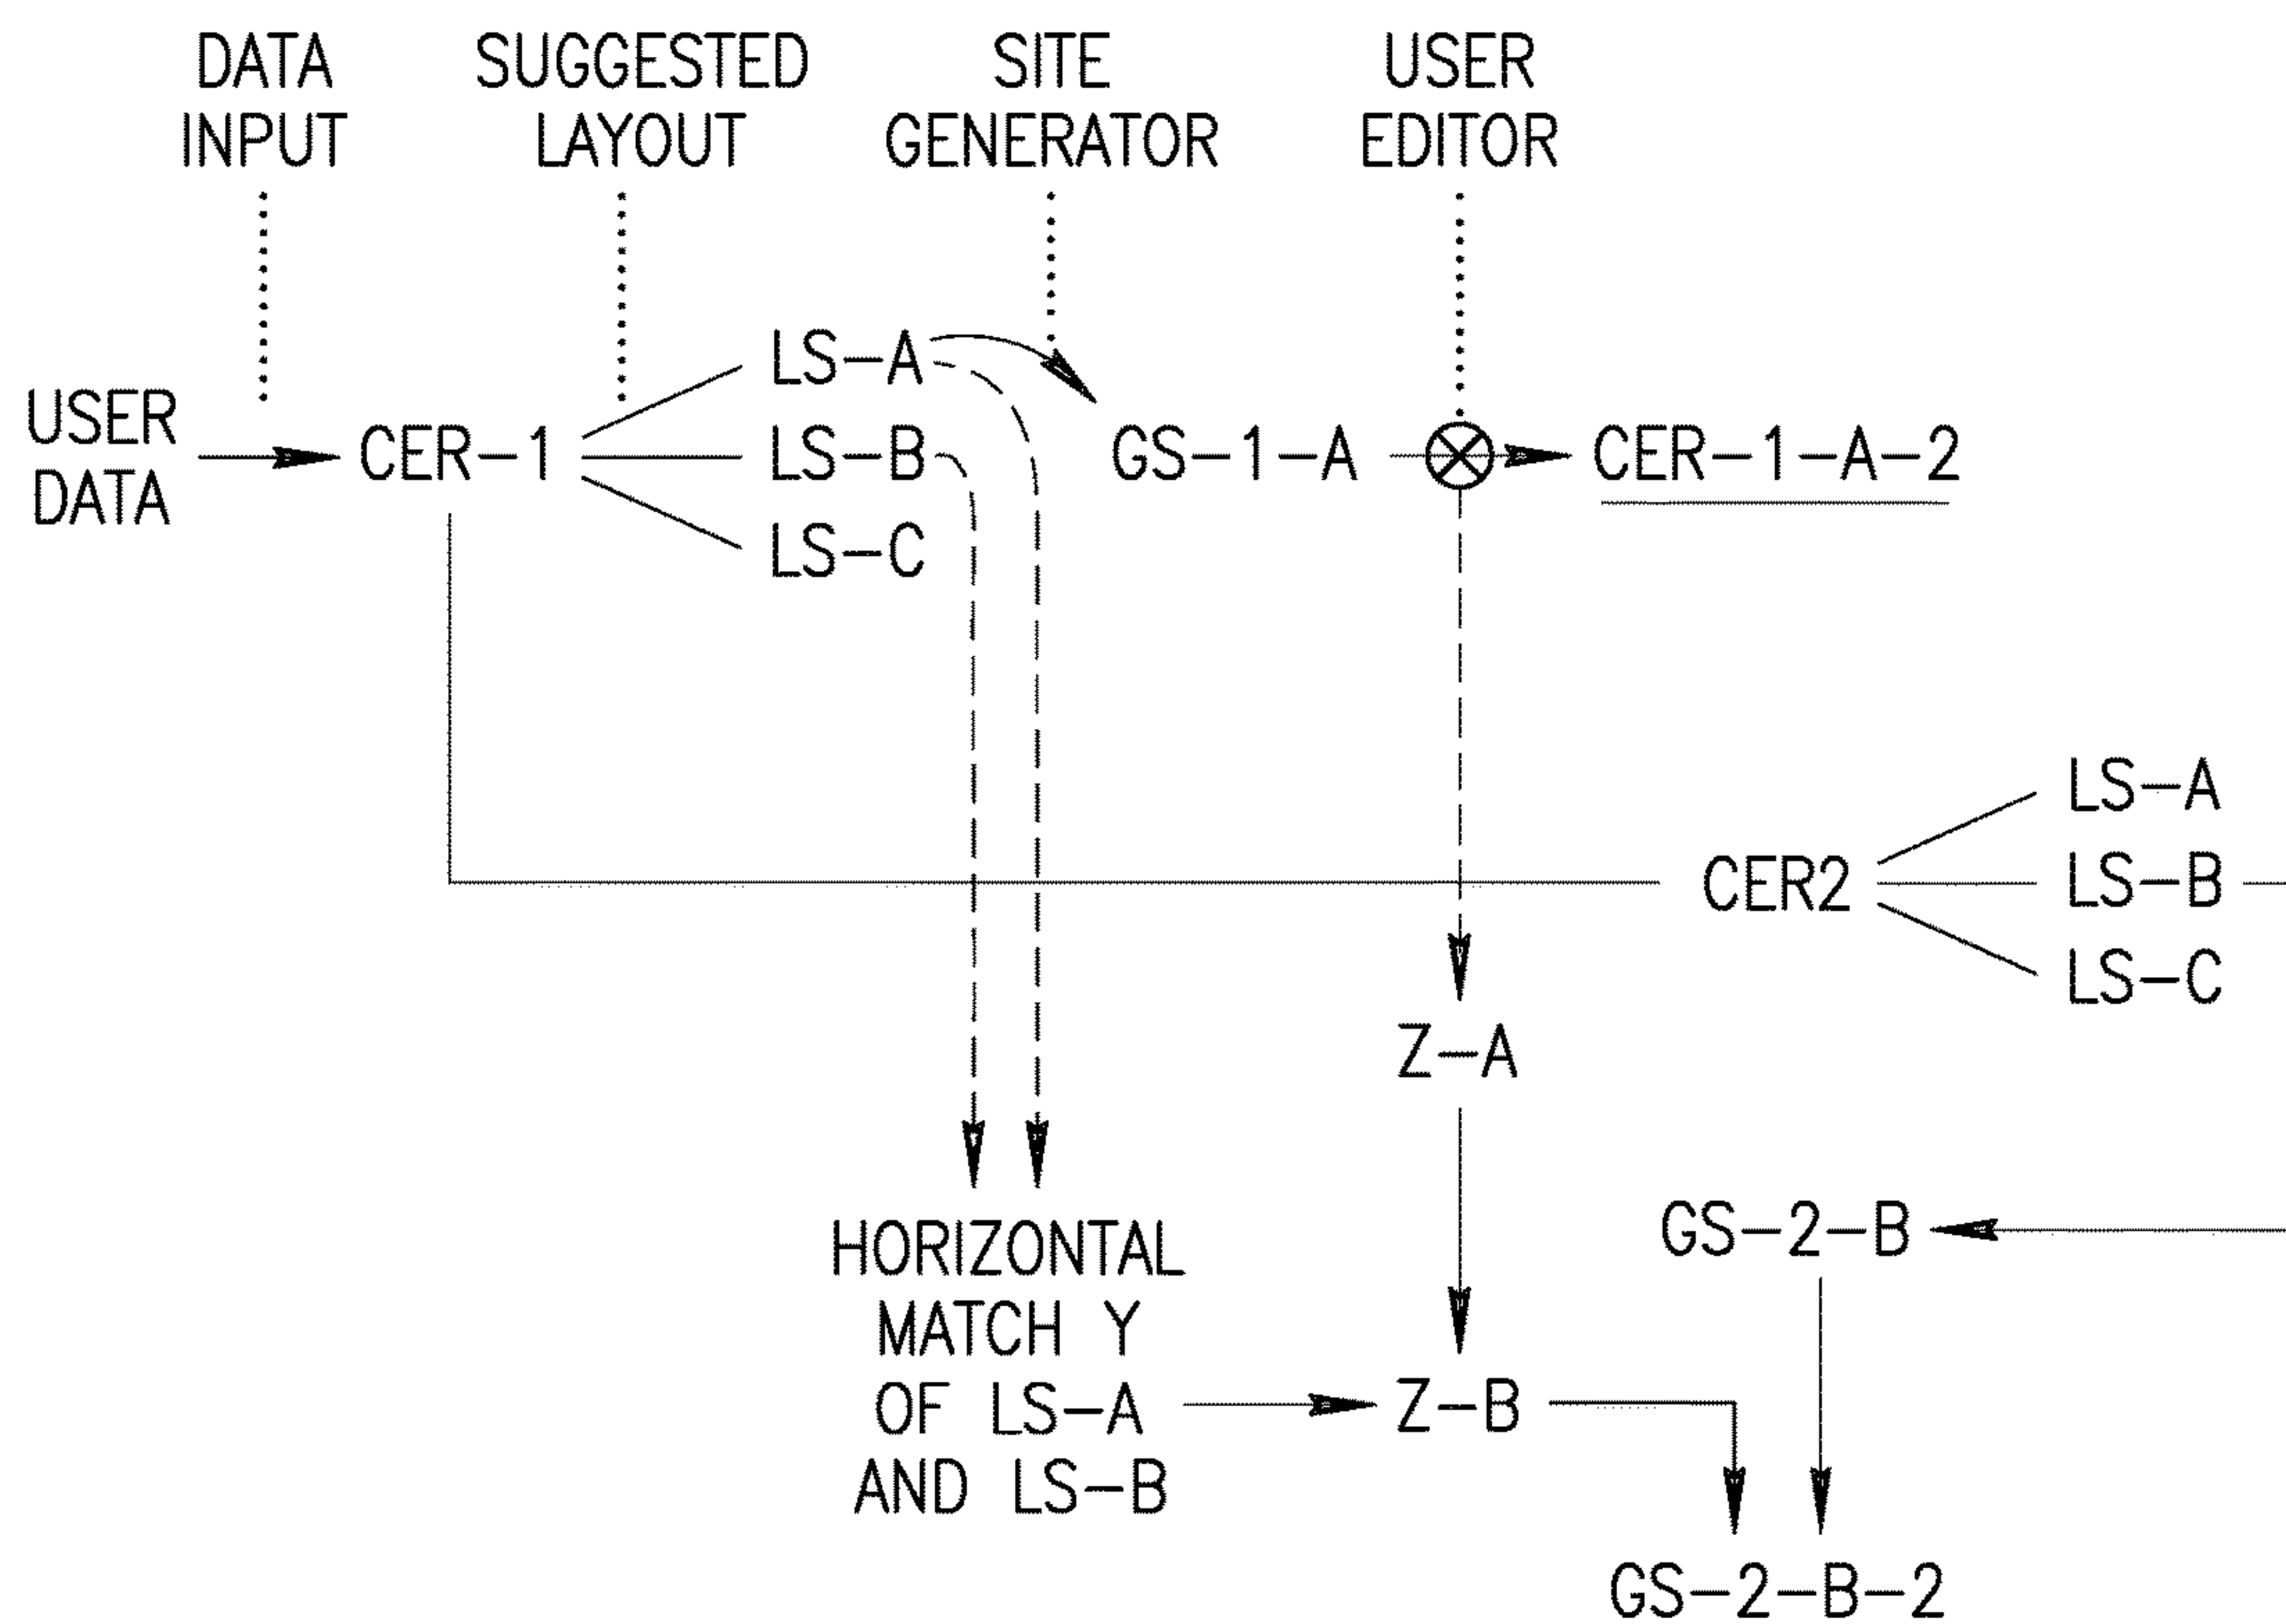 DATA
INPUT
SUGGESTED
LAYOUT
SITE
GENERATOR
USER
EDITOR
USER
DATA
CER-1
LS-A
LS-B
LS-C
GS-1-A
CER-1-A-2
CER2
LS-A
LS-B
LS-C
Z-A
HORIZONTAL
MATCH Y
OF LS-A
AND LS-B
Z-B
GS-2-B
GS-2-B-2